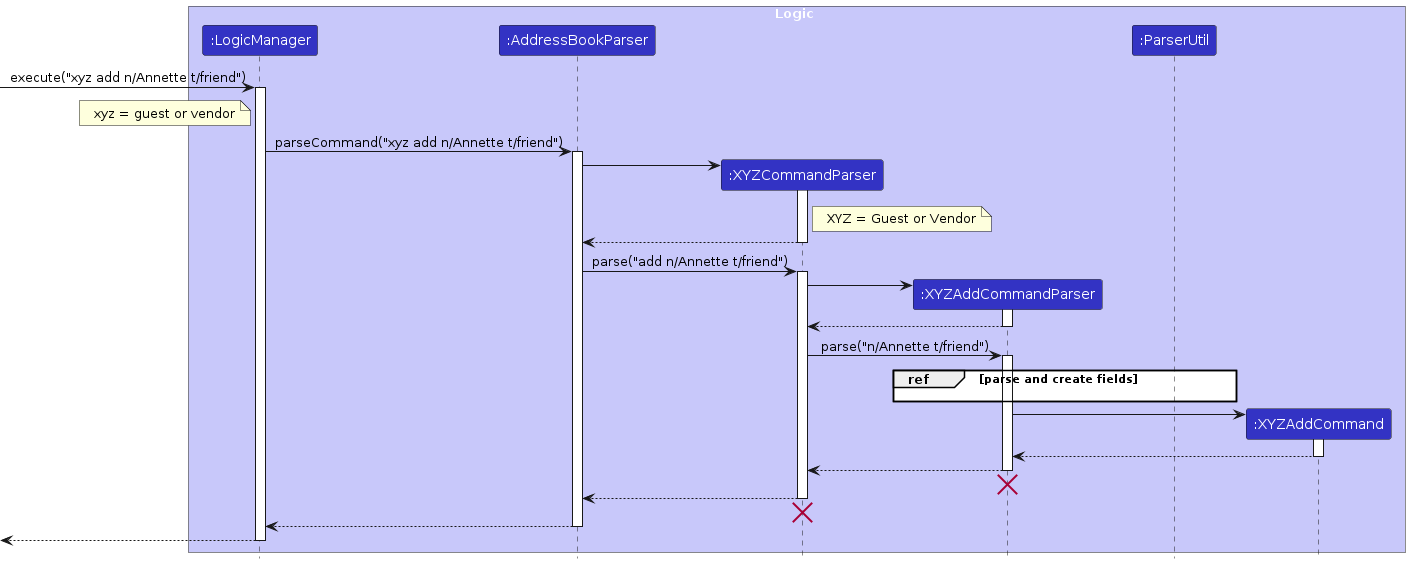 Logic
:LogicManager
:AddressBookParser
:ParserUtil
execute("xyz add n/Annette t/friend")
xyz = guest or vendor
parseCommand("xyz add n/Annette t/friend")
:XYZCommandParser
XYZ = Guest or Vendor
parse("add n/Annette t/friend")
:XYZAddCommandParser
parse("n/Annette t/friend")
ref [parse and create fields]
:XYZAddCommand